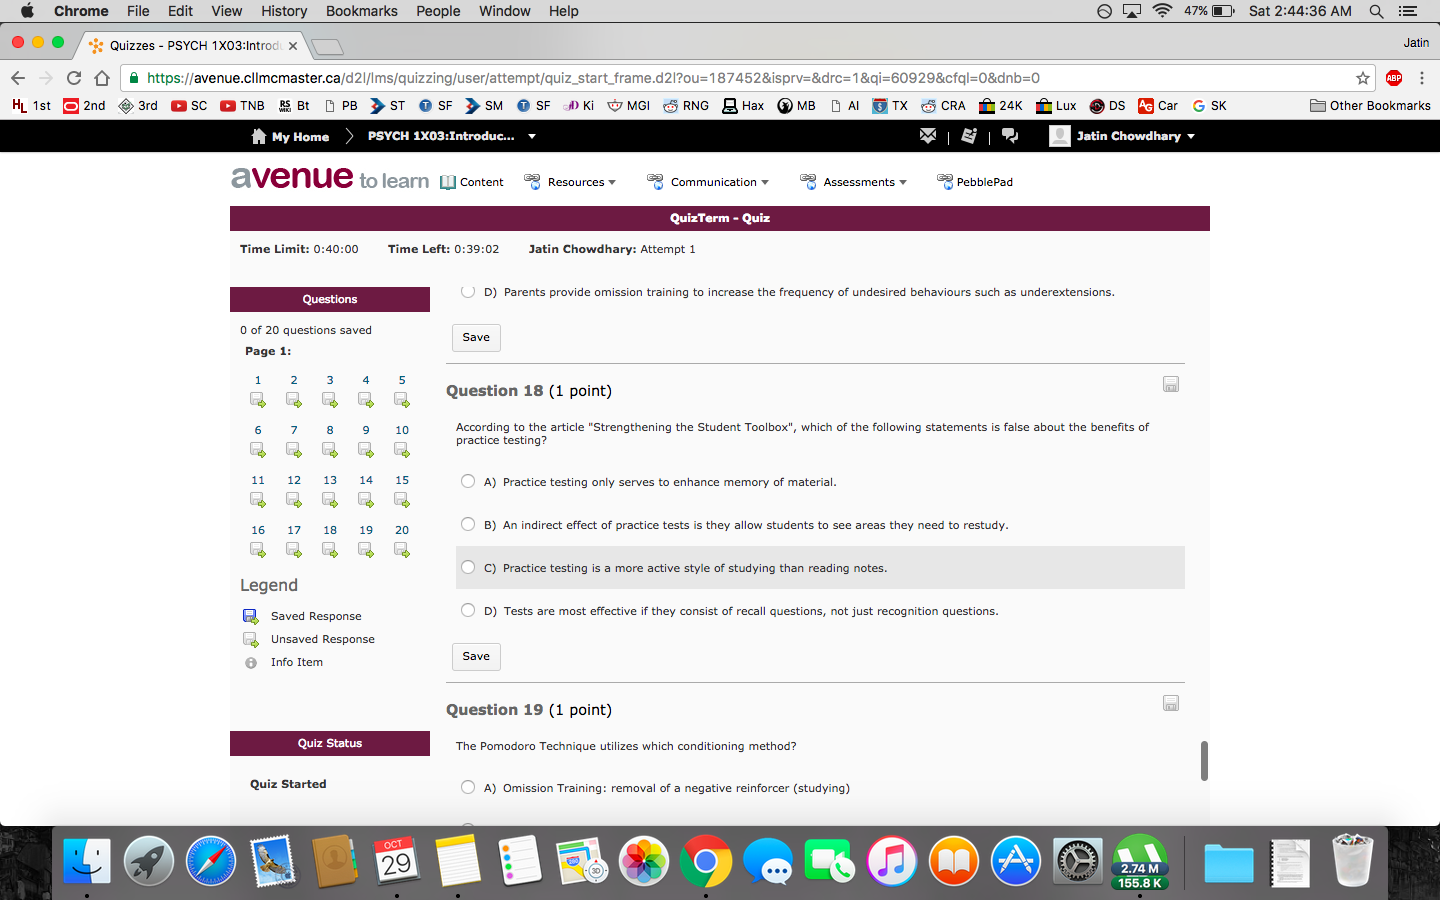 Chrome File Edit View History Bookmarks People Window Help 47% Sat 2:44:36 AM
Quizzes - PSYCH 1X03:Introdu Jatin
https://avenue.cllmcmaster.ca/d2l/lms/quizzing/user/attempt/quiz_start_frame.d2l?ou=187452&isprv=&drc=1&qi=60929&cfql=0&dnb=0 ABP
HL 1st 2nd 3rd SC TNB RS WIKI Bt PB ST SF SM SF Ki MGI RNG Hax MB AI TX CRA 24K Lux DS AG Car SK Other Bookmarks
My Home PSYCH 1X03:Introduc... Jatin Chowdhary
avenue to learn Content Resources Communication Assessments PebblePad
QuizTerm - Quiz
Time Limit: 0:40:00 Time Left: 0:39:02 Jatin Chowdhary: Attempt 1
Questions
0 of 20 questions saved
Page 1:
1 2 3 4 5
6 7 8 9 10
11 12 13 14 15
16 17 18 19 20
Legend
Saved Response
Unsaved Response
Info Item
Quiz Status
Quiz Started
D) Parents provide omission training to increase the frequency of undesired behaviours such as underextensions.
Save
Question 18 (1 point)
According to the article "Strengthening the Student Toolbox", which of the following statements is false about the benefits of
practice testing?
A) Practice testing only serves to enhance memory of material.
B) An indirect effect of practice tests is they allow students to see areas they need to restudy.
C) Practice testing is a more active style of studying than reading notes.
D) Tests are most effective if they consist of recall questions, not just recognition questions.
Save
Question 19 (1 point)
The Pomodoro Technique utilizes which conditioning method?
A) Omission Training: removal of a negative reinforcer (studying)
OCT
29
3D
2.74 M
155.8 K